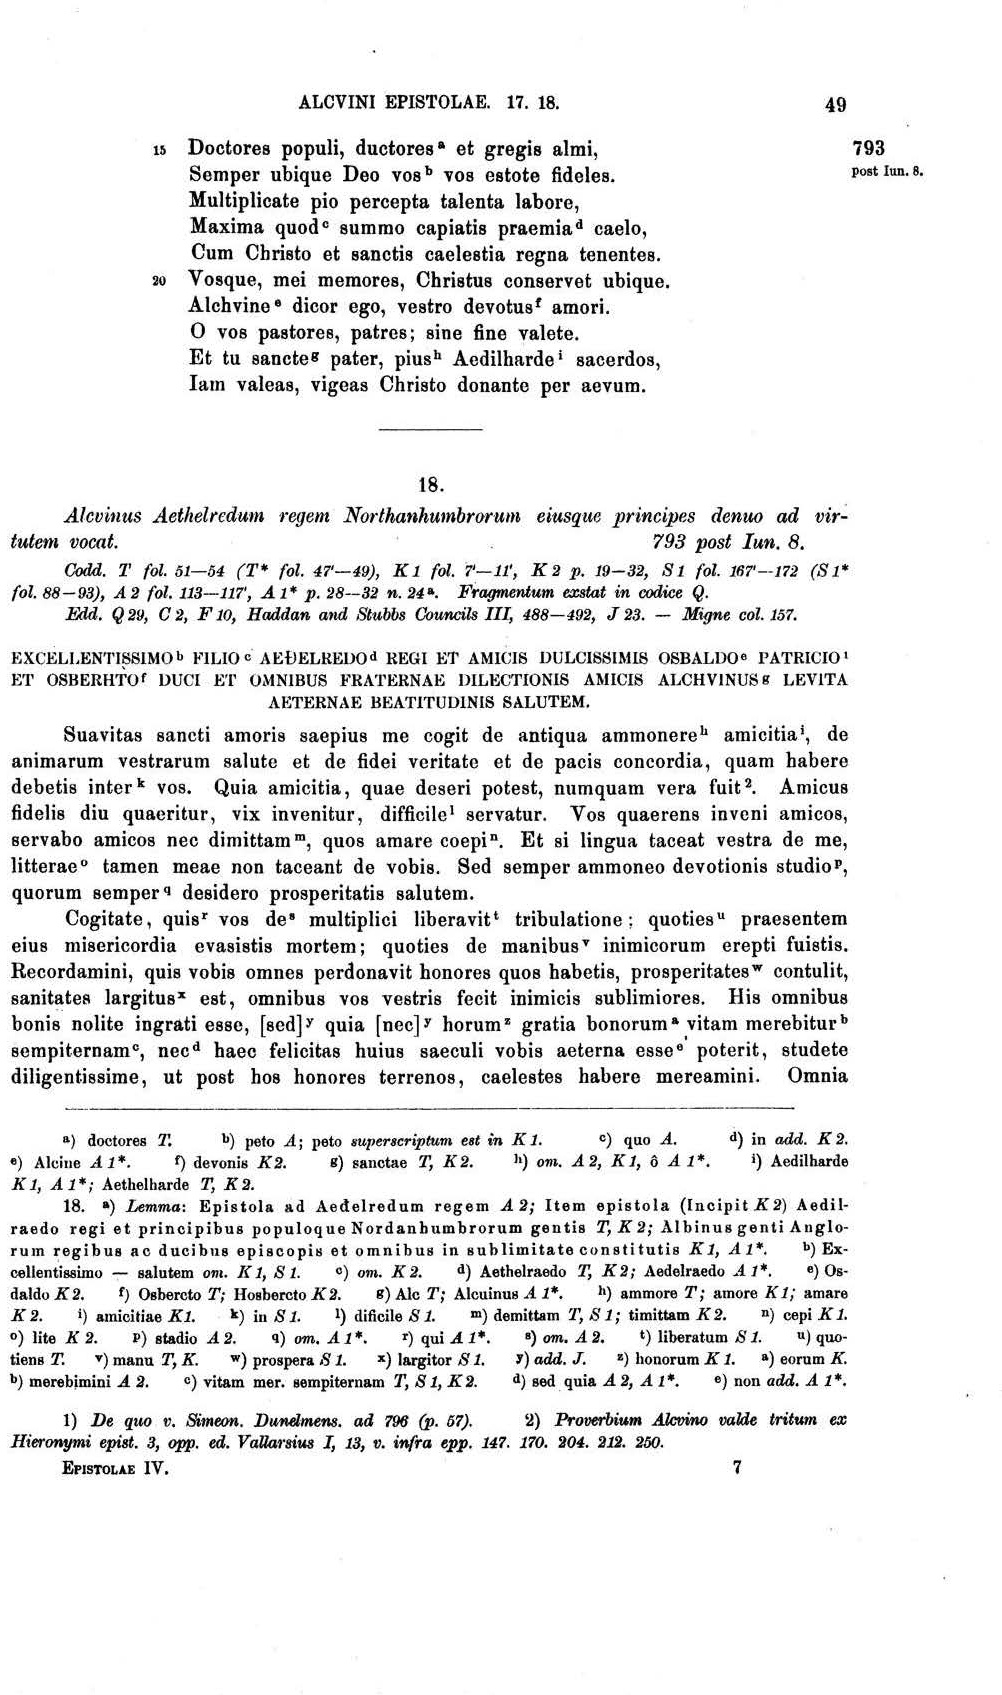 ALCVINI EPISTOLAE. 17. 18. 49
15 Doctores populi, ductores a et gregis almi, 793
Semper ubique Deo vos b vos estote fideles. post Iun. 8.
Multiplicate pio percepta talenta labore,
Maxima quod c summo capiatis praemia d caelo,
Cum Christo et sanctis caelestia regna tenentes.
20 Vosque, mei memores, Christus conservet ubique.
Alchvine e dicor ego, vestro devotus f amori.
O vos pastores, patres; sine fine valete.
Et tu sancte g pater, pius h Aedilharde i sacerdos,
Iam valeas, vigeas Christo donante per aevum.
18.
Alcvinus Aethelredum regem Northanhumbrorum eiusque principes denuo ad vir-
tutem vocat. 793 post Iun. 8.
Codd. T fol. 51—54 (T* fol. 47'—49), K 1 fol. 7'—11', K 2 p. 19—32, S 1 fol. 167'—172 (S 1*
fol. 88—93), A 2 fol. 113—117', A 1* p. 28—32 n. 24 a. Fragmentum exstat in codice Q.
Edd. Q 29, C 2, F 10, Haddan and Stubbs Councils III, 488—492, J 23. — Migne col. 157.
EXCELLENTISSIMO b FILIO c AEÐELREDO d REGI ET AMICIS DULCISSIMIS OSBALDO e PATRICIO 1
ET OSBERHTO f DUCI ET OMNIBUS FRATERNAE DILECTIONIS AMICIS ALCHVINUS g LEVITA
AETERNAE BEATITUDINIS SALUTEM.
Suavitas sancti amoris saepius me cogit de antiqua ammonere h amicitia i, de
animarum vestrarum salute et de fidei veritate et de pacis concordia, quam habere
debetis inter k vos. Quia amicitia, quae deseri potest, numquam vera fuit 2. Amicus
fidelis diu quaeritur, vix invenitur, difficile l servatur. Vos quaerens inveni amicos,
servabo amicos nec dimittam m, quos amare coepi n. Et si lingua taceat vestra de me,
litterae o tamen meae non taceant de vobis. Sed semper ammoneo devotionis studio p,
quorum semper q desidero prosperitatis salutem.
Cogitate, quis r vos de s multiplici liberavit t tribulatione; quoties u praesentem
eius misericordia evasistis mortem; quoties de manibus v inimicorum erepti fuistis.
Recordamini, quis vobis omnes perdonavit honores quos habetis, prosperitates w contulit,
sanitates largitus x est, omnibus vos vestris fecit inimicis sublimiores. His omnibus
bonis nolite ingrati esse, [sed] y quia [nec] y horum z gratia bonorum a vitam merebitur b
sempiternam c, nec d haec felicitas huius saeculi vobis aeterna esse e poterit, studete
diligentissime, ut post hos honores terrenos, caelestes habere mereamini. Omnia
a) doctores T. b) peto A; peto superscriptum est in K 1. c) quo A. d) in add. K 2.
e) Alcine A 1*. f) devonis K 2. g) sanctae T, K 2. h) om. A 2, K 1, ô A 1*. i) Aedilharde
K 1, A 1*; Aethelharde T, K 2.
18. a) Lemma: Epistola ad Aedelredum regem A 2; Item epistola (Incipit K 2) Aedil-
raedo regi et principibus populoque Nordanhumbrorum gentis T, K 2; Albinus genti Anglo-
rum regibus ac ducibus episcopis et omnibus in sublimitate constitutis K 1, A 1*. b) Ex-
cellentissimo — salutem om. K 1, S 1. c) om. K 2. d) Aethelraedo T, K 2; Aedelraedo A 1*. e) Os-
daldo K 2. f) Osbercto T; Hosbercto K 2. g) Alc T; Alcuinus A 1*. h) ammore T; amore K 1; amare
K 2. i) amicitiae K1. k) in S 1. l) dificile S 1. m) demittam T, S 1; timittam K 2. n) cepi K 1.
o) lite K 2. p) stadio A 2. q) om. A 1*. r) qui A 1*. s) om. A 2. t) liberatum S 1. u) quo-
tiens T. v) manu T, K. w) prospera S 1. x) largitor S 1. y) add. J. z) honorum K 1. a) eorum K.
b) merebimini A 2. c) vitam mer. sempiternam T, S 1, K 2. d) sed quia A 2, A 1*. e) non add. A 1*.
1) De quo v. Simeon. Dunelmens. ad 796 (p. 57). 2) Proverbium Alcvino valde tritum ex
Hieronymi epist. 3, opp. ed. Vallarsius I, 13, v. infra epp. 147. 170. 204. 212. 250.
EPISTOLAE IV. 7